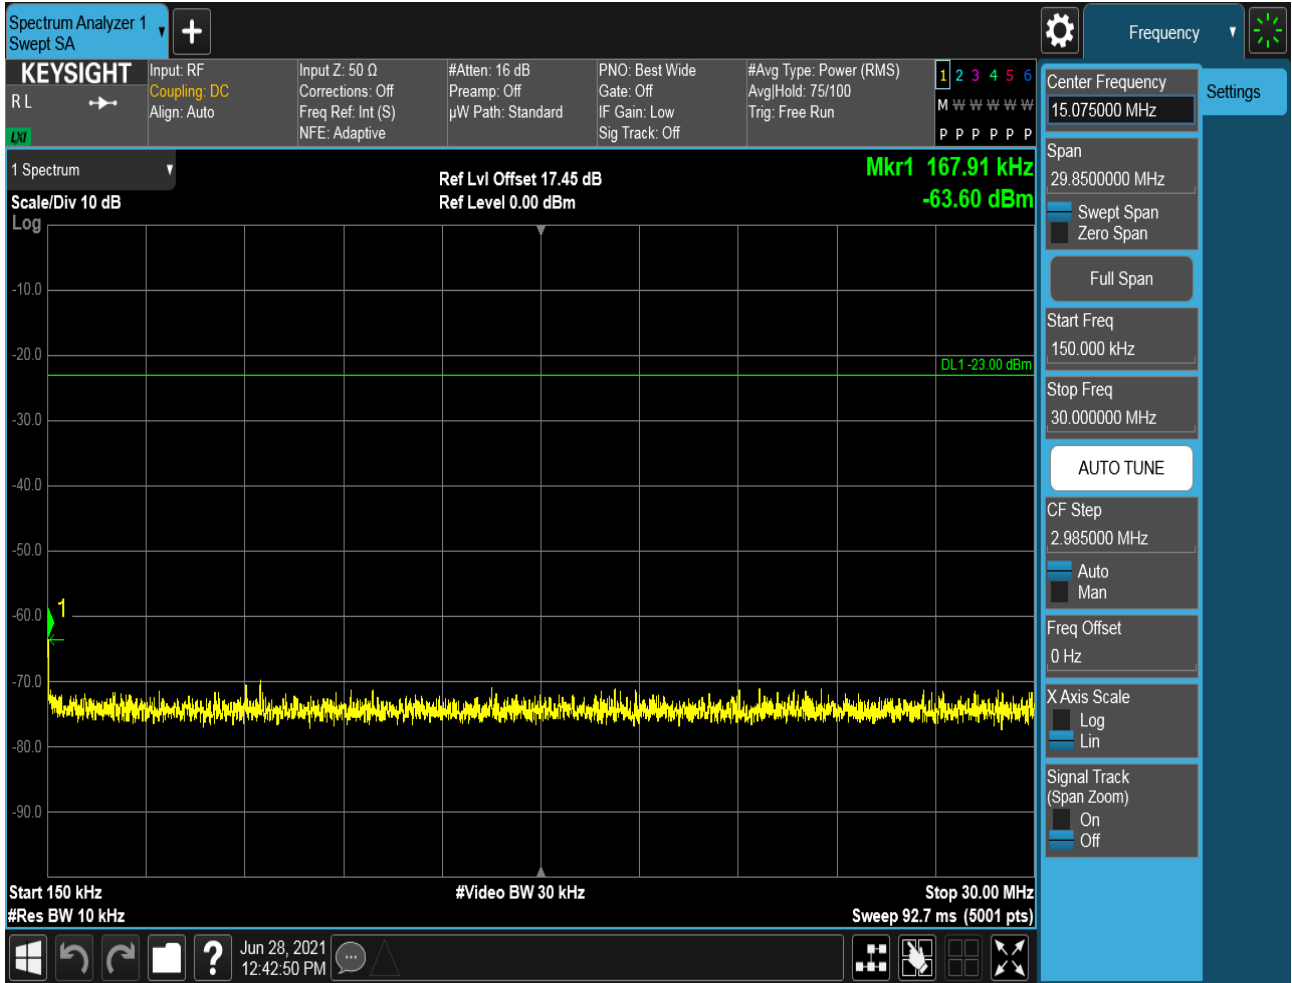 Spectrum Analyzer 1
Swept SA
Frequency
KEYSIGHT
R L
LXI
Input: RF
Coupling: DC
Align: Auto
Input Z: 50 Ω
Corrections: Off
Freq Ref: Int (S)
NFE: Adaptive
#Atten: 16 dB
Preamp: Off
µW Path: Standard
PNO: Best Wide
Gate: Off
IF Gain: Low
Sig Track: Off
#Avg Type: Power (RMS)
Avg|Hold: 75/100
Trig: Free Run
1 2 3 4 5 6
M W W W W W
P P P P P P
1 Spectrum
Scale/Div 10 dB
Log
Ref Lvl Offset 17.45 dB
Ref Level 0.00 dBm
Mkr1 167.91 kHz
-63.60 dBm
-10.0
-20.0
DL1 -23.00 dBm
-30.0
-40.0
-50.0
-60.0
1
-70.0
-80.0
-90.0
Start 150 kHz
#Res BW 10 kHz
#Video BW 30 kHz
Stop 30.00 MHz
Sweep 92.7 ms (5001 pts)
Center Frequency
15.075000 MHz
Settings
Span
29.8500000 MHz
Swept Span
Zero Span
Full Span
Start Freq
150.000 kHz
Stop Freq
30.000000 MHz
AUTO TUNE
CF Step
2.985000 MHz
Auto
Man
Freq Offset
0 Hz
X Axis Scale
Log
Lin
Signal Track
(Span Zoom)
On
Off
?
Jun 28, 2021
12:42:50 PM